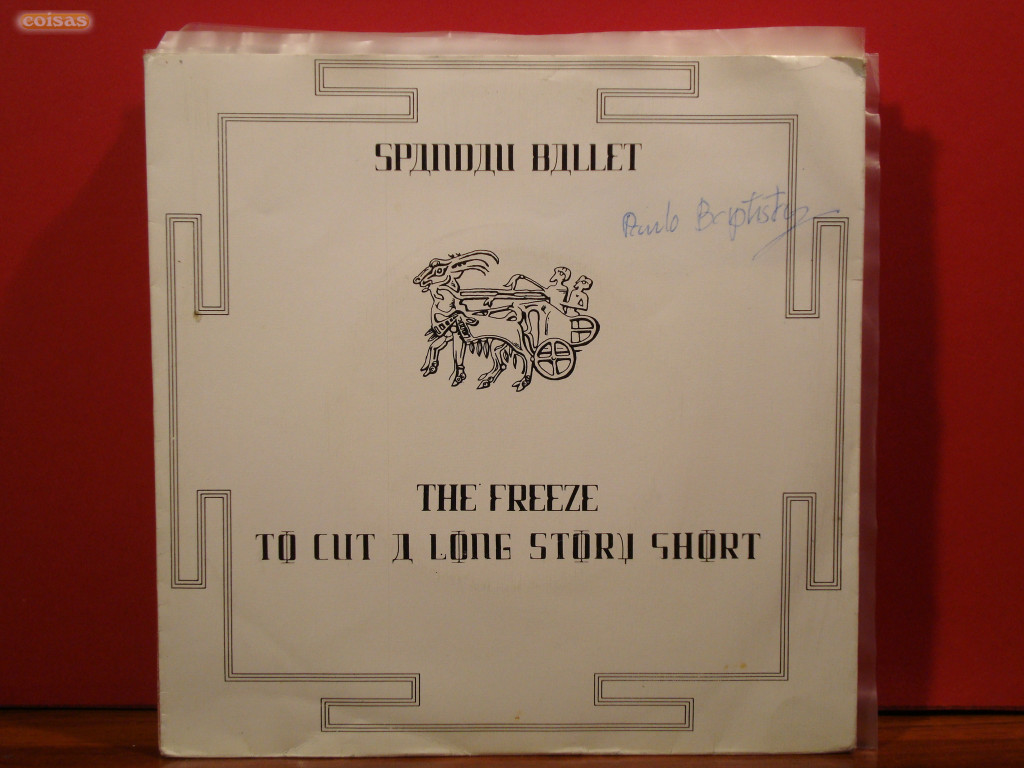 coisas
SPANDAU BALLET
Paulo Baptista
THE FREEZE
TO CUT A LONG STORY SHORT